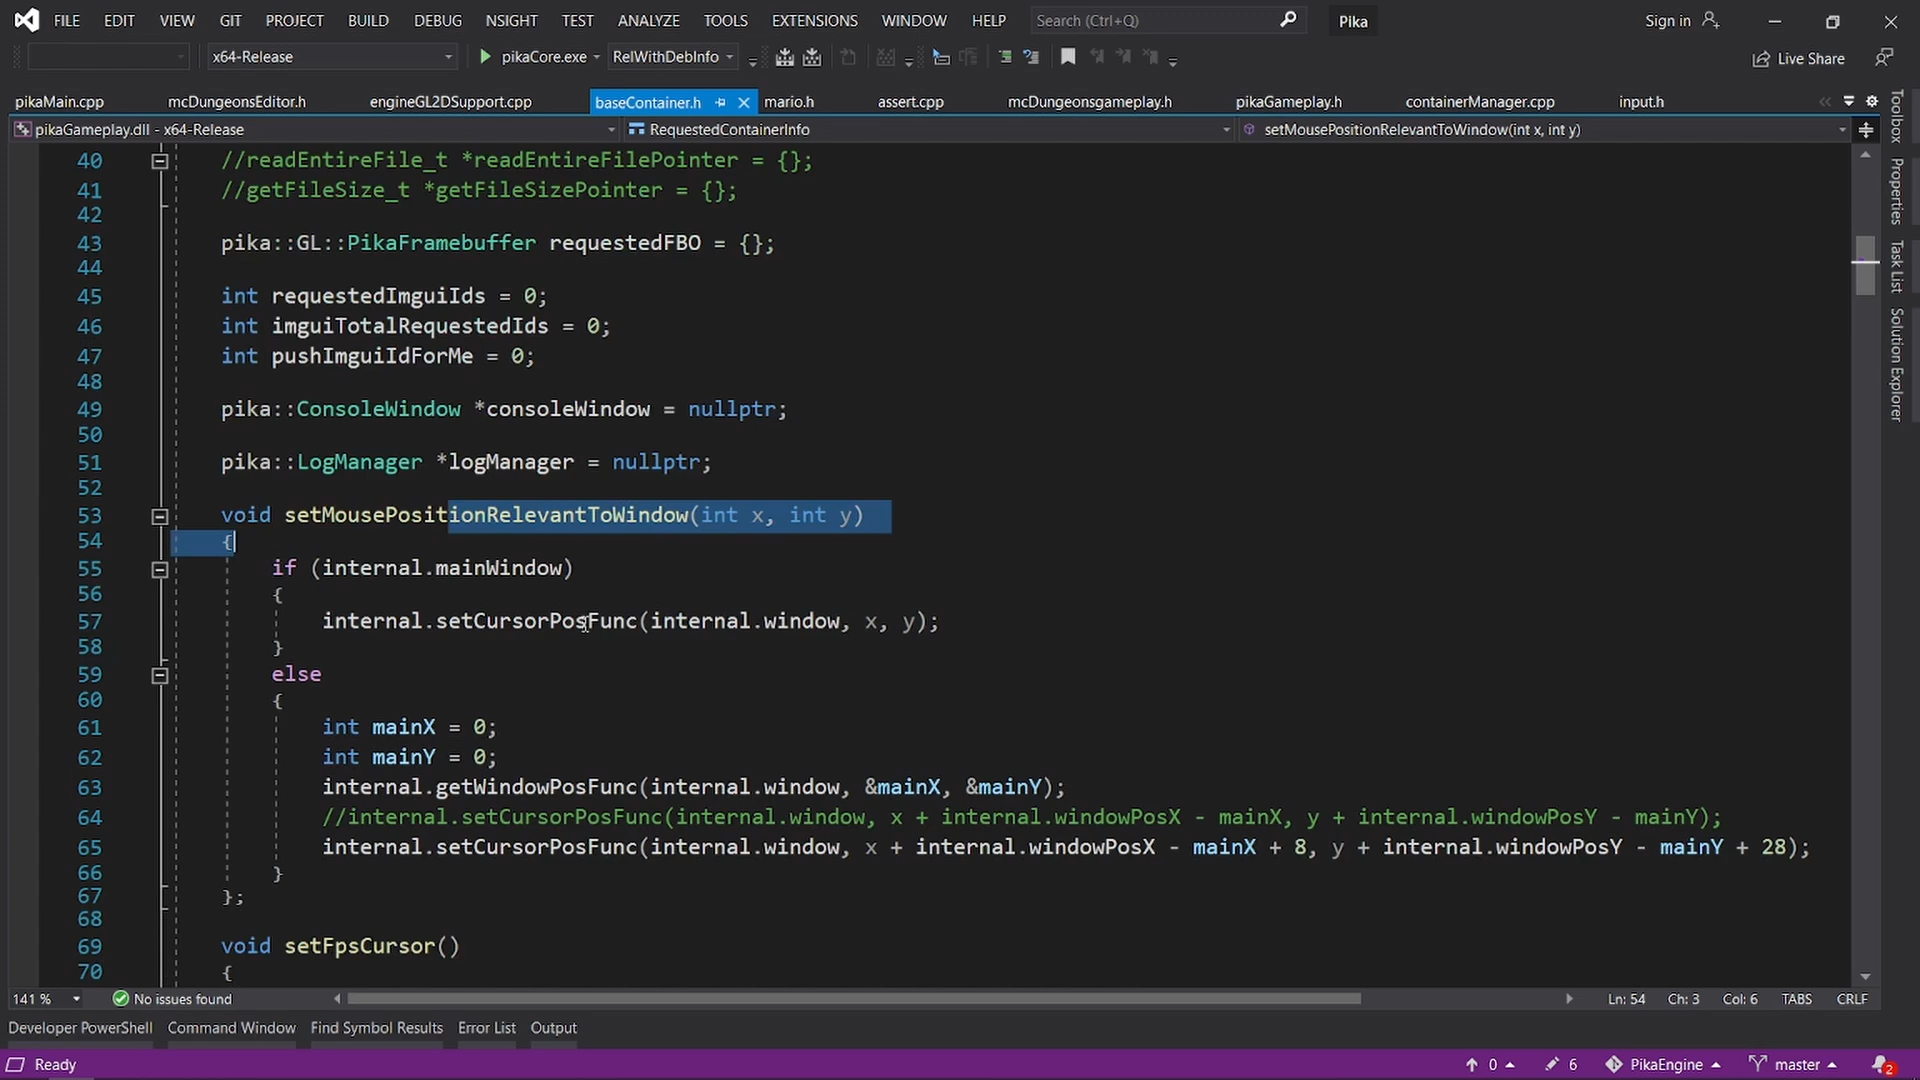 FILE EDIT VIEW GIT PROJECT BUILD DEBUG NSIGHT TEST ANALYZE TOOLS EXTENSIONS WINDOW HELP Search (Ctrl+Q) Pika Sign in
x64-Release pikaCore.exe RelWithDebInfo Live Share
pikaMain.cpp mcDungeonsEditor.h engineGL2DSupport.cpp baseContainer.h mario.h assert.cpp mcDungeonsgameplay.h pikaGameplay.h containerManager.cpp input.h
pikaGameplay.dll - x64-Release RequestedContainerInfo setMousePositionRelevantToWindow(int x, int y)
40 //readEntireFile_t *readEntireFilePointer = {};
41 //getFileSize_t *getFileSizePointer = {};
42
43 pika::GL::PikaFramebuffer requestedFBO = {};
44
45 int requestedImguiIds = 0;
46 int imguiTotalRequestedIds = 0;
47 int pushImguiIdForMe = 0;
48
49 pika::ConsoleWindow *consoleWindow = nullptr;
50
51 pika::LogManager *logManager = nullptr;
52
53 void setMousePositionRelevantToWindow(int x, int y)
54 {
55 if (internal.mainWindow)
56 {
57 internal.setCursorPosFunc(internal.window, x, y);
58 }
59 else
60 {
61 int mainX = 0;
62 int mainY = 0;
63 internal.getWindowPosFunc(internal.window, &mainX, &mainY);
64 //internal.setCursorPosFunc(internal.window, x + internal.windowPosX - mainX, y + internal.windowPosY - mainY);
65 internal.setCursorPosFunc(internal.window, x + internal.windowPosX - mainX + 8, y + internal.windowPosY - mainY + 28);
66 }
67 };
68
69 void setFpsCursor()
70 {
Toolbox
Properties
Task List
Solution Explorer
141 % No issues found Ln: 54 Ch: 3 Col: 6 TABS CRLF
Developer PowerShell Command Window Find Symbol Results Error List Output
Ready 0 6 PikaEngine master 2